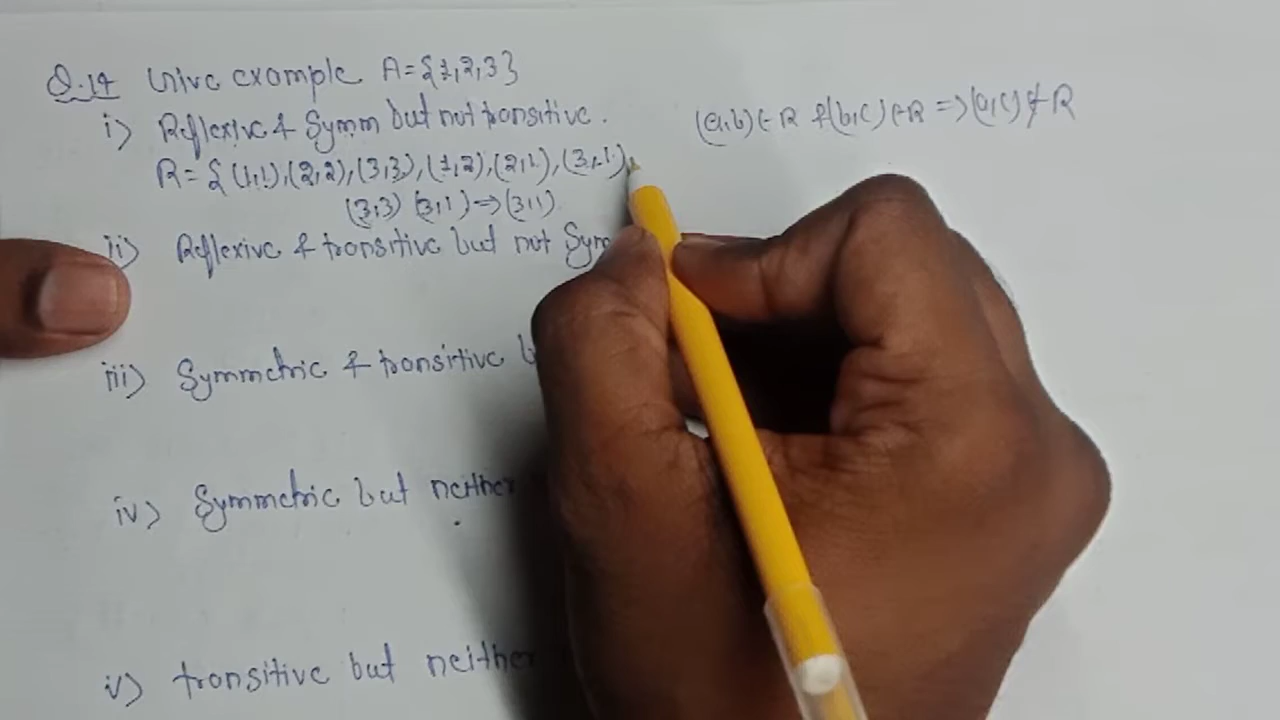 Q.14 Give example A={1,2,3}
i) Reflexive & Symm but not transitive.
(a,b)∈R &(b,c)∈R =>(a,c)∉R
R={(1,1),(2,2),(3,3),(1,2),(2,1),(3,1),
(3,3) (3,1)=>(3,1)
ii) Reflexive & transitive but not Sym
iii) Symmetric & transitive b
iv) Symmetric but neither
v) transitive but neither